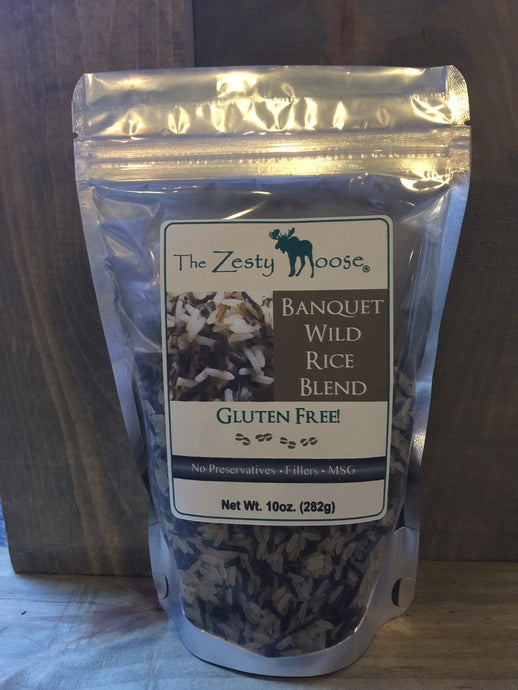 The Zesty Moose®
Banquet
Wild
Rice
Blend
Gluten Free!
No Preservatives • Fillers • MSG
Net Wt. 10oz. (282g)